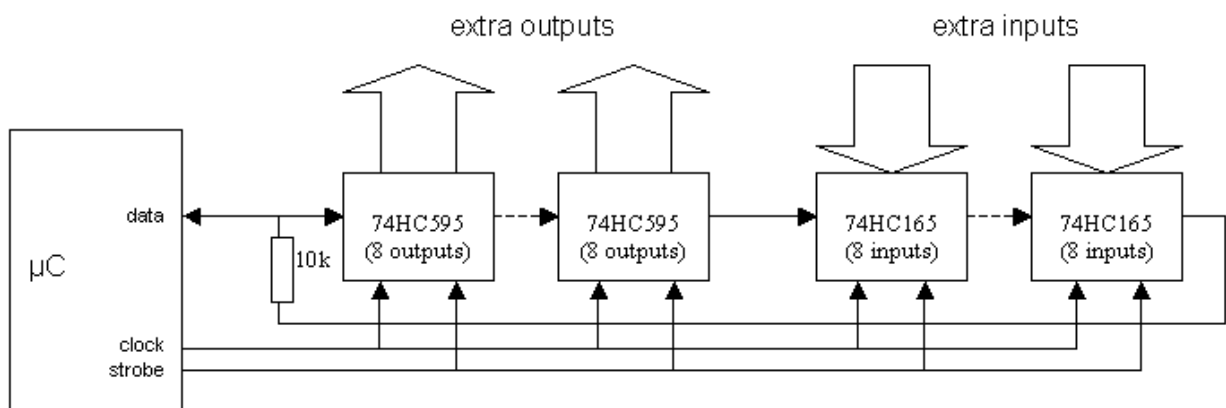 extra outputs
extra inputs
data
µC
10k
clock
strobe
74HC595
(8 outputs)
74HC595
(8 outputs)
74HC165
(8 inputs)
74HC165
(8 inputs)